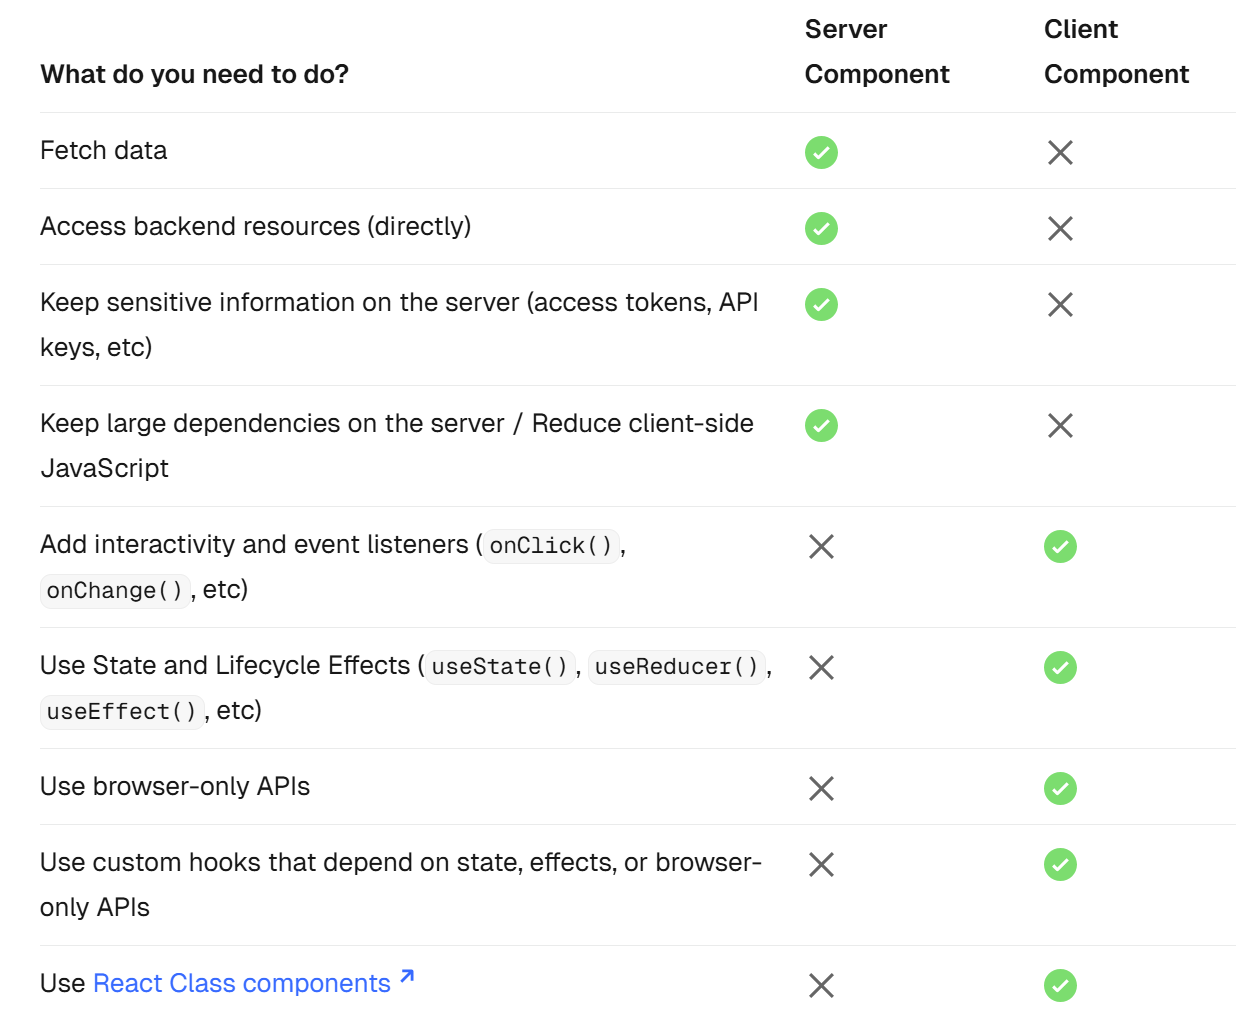 What do you need to do? Server Component Client Component
Fetch data
Access backend resources (directly)
Keep sensitive information on the server (access tokens, API
keys, etc)
Keep large dependencies on the server / Reduce client-side
JavaScript
Add interactivity and event listeners (onClick(),
onChange(), etc)
Use State and Lifecycle Effects (useState(), useReducer(),
useEffect(), etc)
Use browser-only APIs
Use custom hooks that depend on state, effects, or browser-
only APIs
Use React Class components